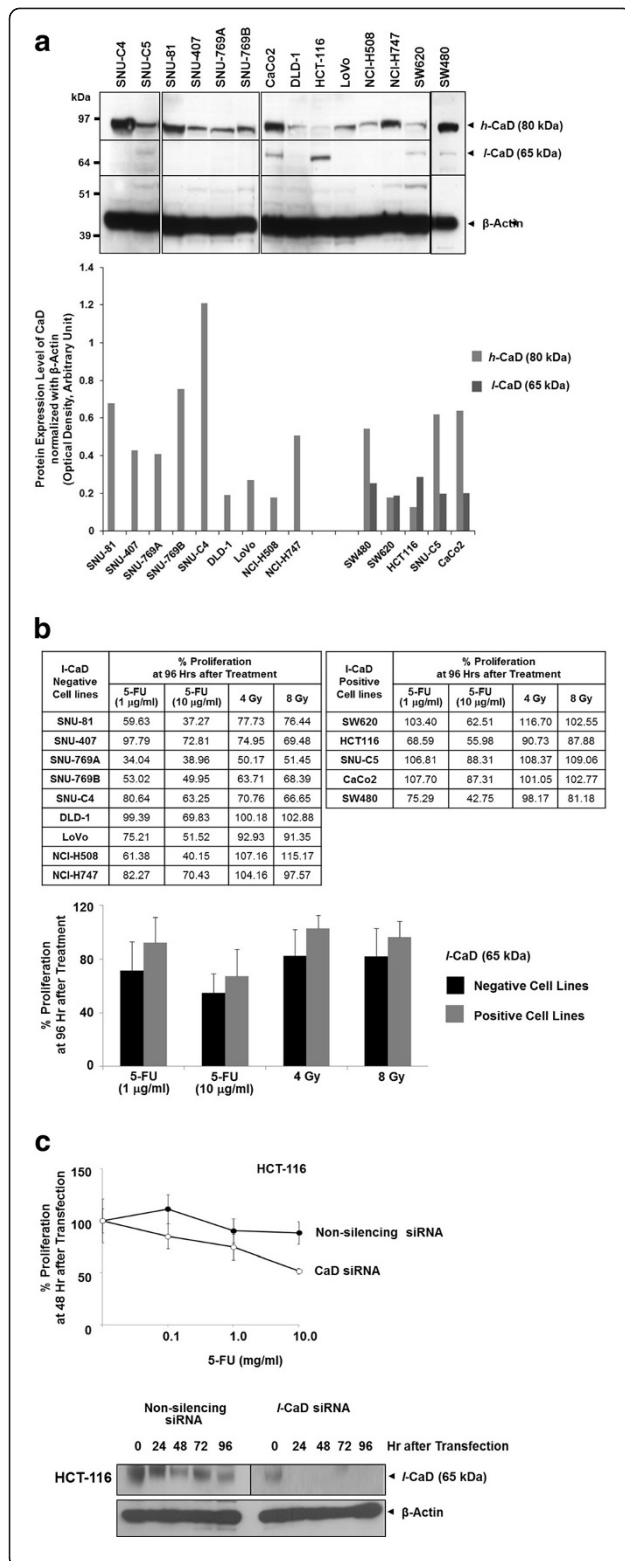 a
SNU-C4 SNU-C5 SNU-81 SNU-407 SNU-769A SNU-769B CaCo2 DLD-1 HCT-116 LoVo NCI-H508 NCI-H747 SW620 SW480
kDa
97
64
51
39
h-CaD (80 kDa)
l-CaD (65 kDa)
β-Actin
Protein Expression Level of CaD
normalized with β-Actin
(Optical Density, Arbitrary Unit)
1.4
1.2
1
0.8
0.6
0.4
0.2
0
h-CaD (80 kDa)
l-CaD (65 kDa)
SNU-81 SNU-407 SNU-769A SNU-769B SNU-C4 DLD-1 LoVo NCI-H508 NCI-H747 SW480 SW620 HCT116 SNU-C5 CaCo2
b
l-CaD Negative Cell lines
% Proliferation
at 96 Hrs after Treatment
5-FU (1 µg/ml) 5-FU (10 µg/ml) 4 Gy 8 Gy
SNU-81 59.63 37.27 77.73 76.44
SNU-407 97.79 72.81 74.95 69.48
SNU-769A 34.04 38.96 50.17 51.45
SNU-769B 53.02 49.95 63.71 68.39
SNU-C4 80.64 63.25 70.76 66.65
DLD-1 99.39 69.83 100.18 102.88
LoVo 75.21 51.52 92.93 91.35
NCI-H508 61.38 40.15 107.16 115.17
NCI-H747 82.27 70.43 104.16 97.57
l-CaD Positive Cell lines
% Proliferation
at 96 Hrs after Treatment
5-FU (1 µg/ml) 5-FU (10 µg/ml) 4 Gy 8 Gy
SW620 103.40 62.51 116.70 102.55
HCT116 68.59 55.98 90.73 87.88
SNU-C5 106.81 88.31 108.37 109.06
CaCo2 107.70 87.31 101.05 102.77
SW480 75.29 42.75 98.17 81.18
% Proliferation
at 96 Hr after Treatment
120
80
40
0
5-FU (1 µg/ml) 5-FU (10 µg/ml) 4 Gy 8 Gy
l-CaD (65 kDa)
Negative Cell Lines
Positive Cell Lines
c
HCT-116
% Proliferation
at 48 Hr after Transfection
150
100
50
0
Non-silencing siRNA
CaD siRNA
0.1 1.0 10.0
5-FU (mg/ml)
Non-silencing siRNA l-CaD siRNA
0 24 48 72 96 0 24 48 72 96 Hr after Transfection
HCT-116 l-CaD (65 kDa)
β-Actin